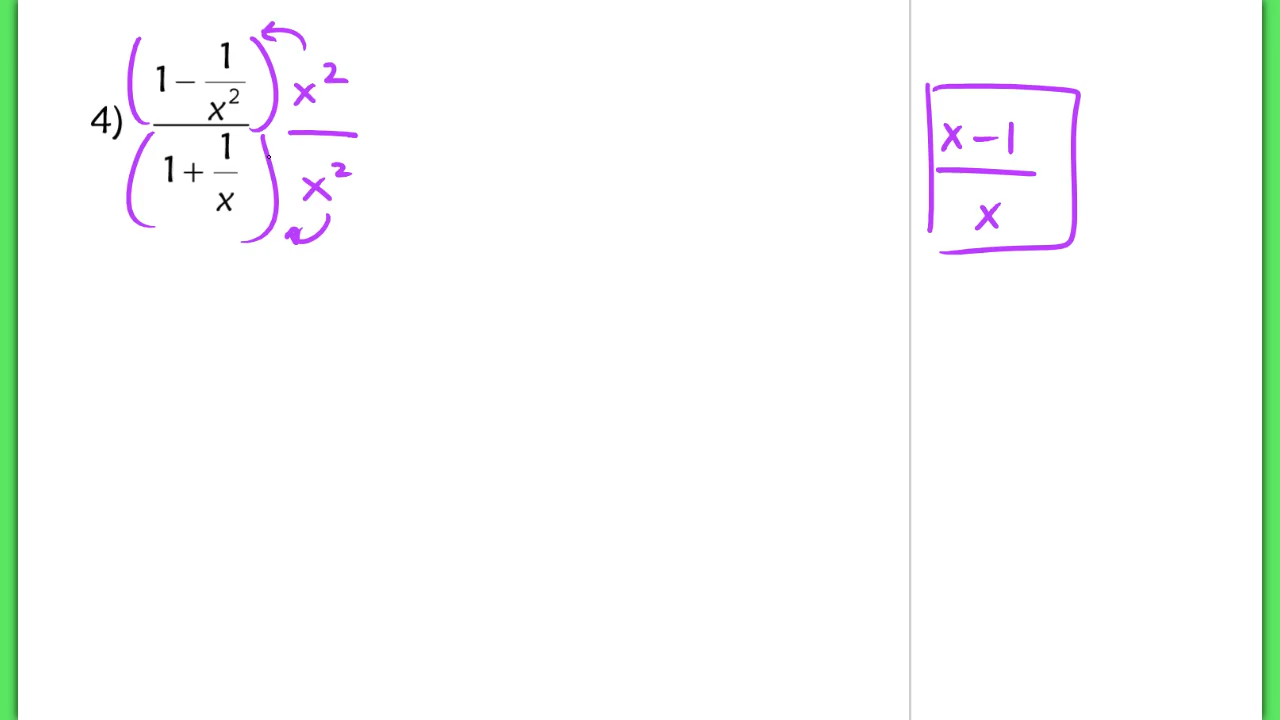 4) (1 - 1/x²) x²
(1 + 1/x) x²
x - 1
x